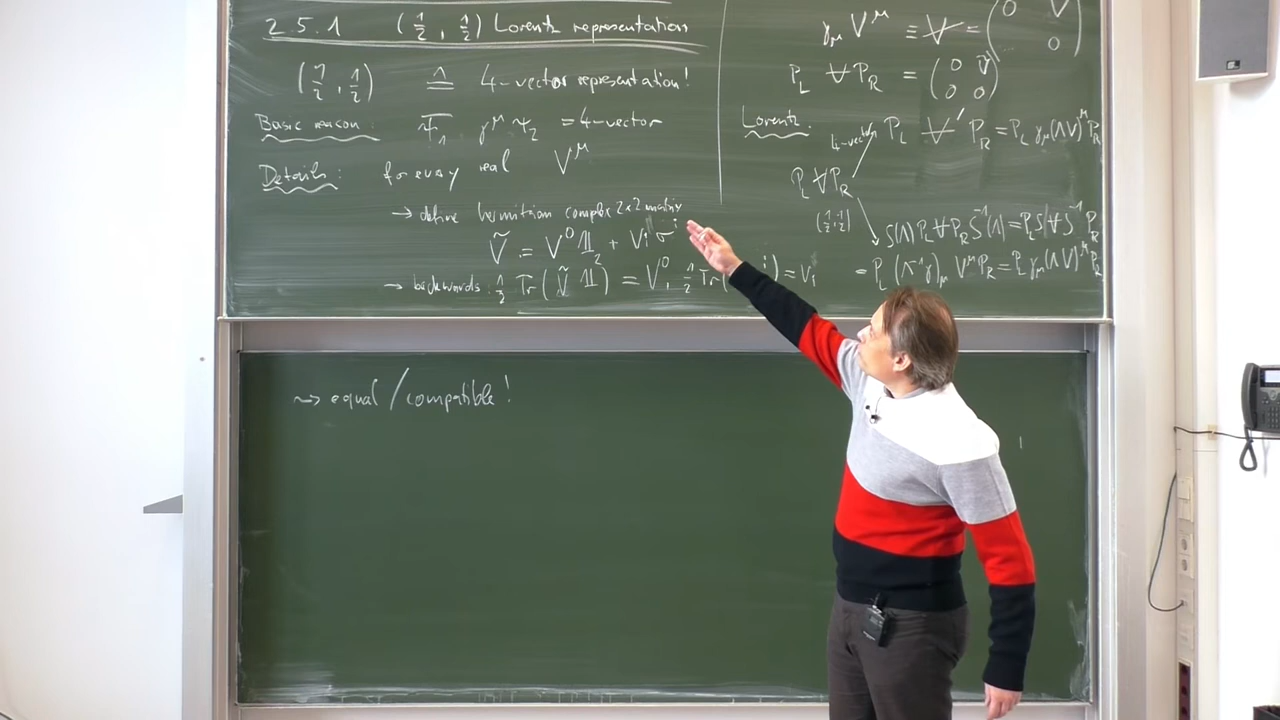 2.5.1 (1/2, 1/2) Lorentz representation
(1/2, 1/2) ≙ 4-vector representation!
Basic reason: Ψ̄₁ γ^μ Ψ₂ = 4-vector
Details: for every real V^μ
→ define hermitian complex 2x2 matrix
Ṽ = V⁰ 𝟙₂ + Vⁱ σⁱ
→ backwards: 1/2 Tr(Ṽ 𝟙) = V⁰, 1/2 Tr( i) = Vⁱ
γ_μ V^μ ≡ V̸ = (0 Ṽ 0)
P_L V̸ P_R = (0 Ṽ 0 0)
Lorentz:
4-vector P_L V̸' P_R = P_L γ_μ (ΛV)^μ P_R
P_L V̸ P_R
(1/2, 1/2)
S(Λ) P_L V̸ P_R S⁻¹(Λ) = P_L S V̸ S⁻¹ P_R
= P_L (Λ⁻¹γ)_μ V^μ P_R = P_L γ_μ (ΛV)^μ P_R
⇝ equal / compatible!